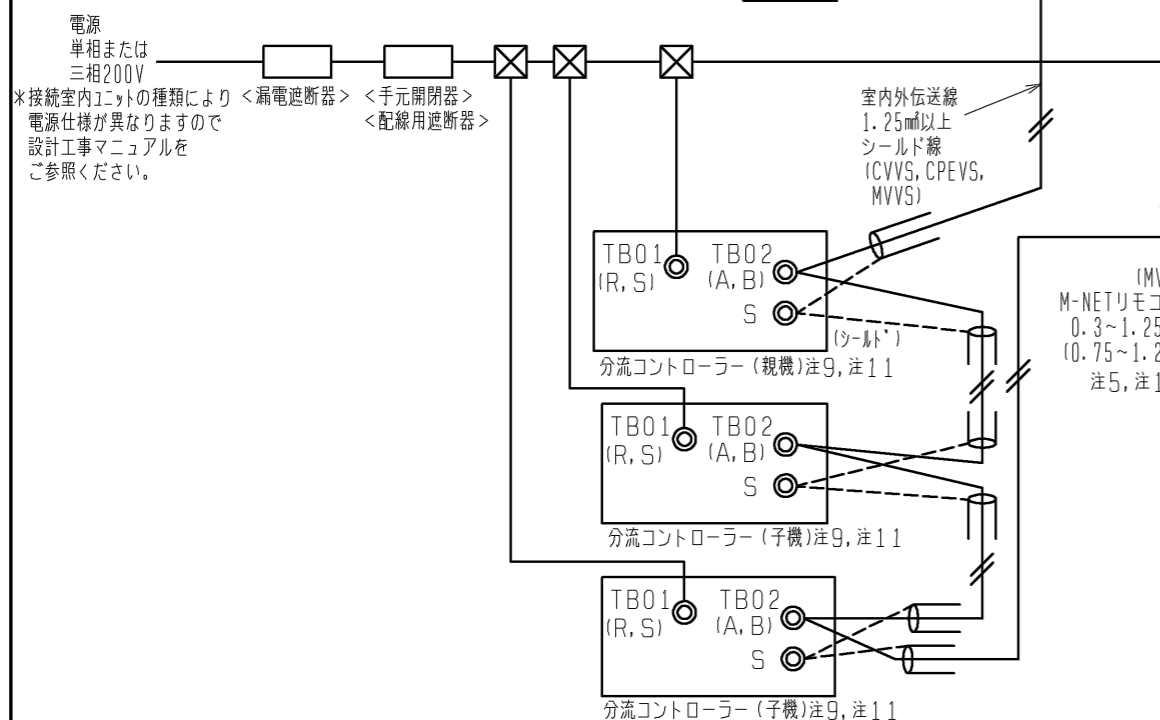 電源
単相または
三相200V
*接続室内ユニットの種類により
電源仕様が異なりますので
設計工事マニュアルを
ご参照ください。
<漏電遮断器>
<手元開閉器>
<配線用遮断器>
室内外伝送線
1.25㎟以上
シールド線
(CVVS,CPEVS,
MVVS)
TB01
(R,S)
TB02
(A,B)
S
(シールド)
分流コントローラー(親機)注9,注11
(MV
M-NETリモコ
0.3~1.25
(0.75~1.2
注5,注1
TB01
(R,S)
TB02
(A,B)
S
分流コントローラー(子機)注9,注11
TB01
(R,S)
TB02
(A,B)
S
分流コントローラー(子機)注9,注11